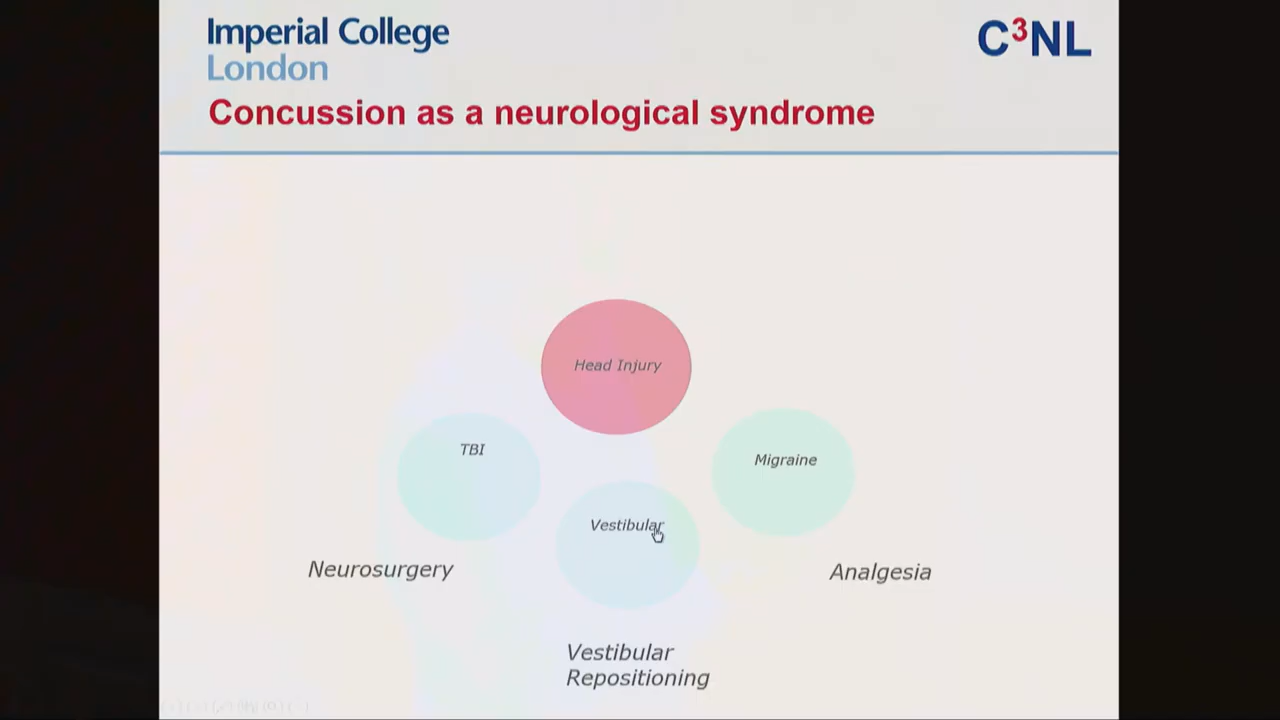 Imperial College
London
C³NL
Concussion as a neurological syndrome
Head Injury
TBI
Migraine
Vestibular
Neurosurgery
Analgesia
Vestibular
Repositioning